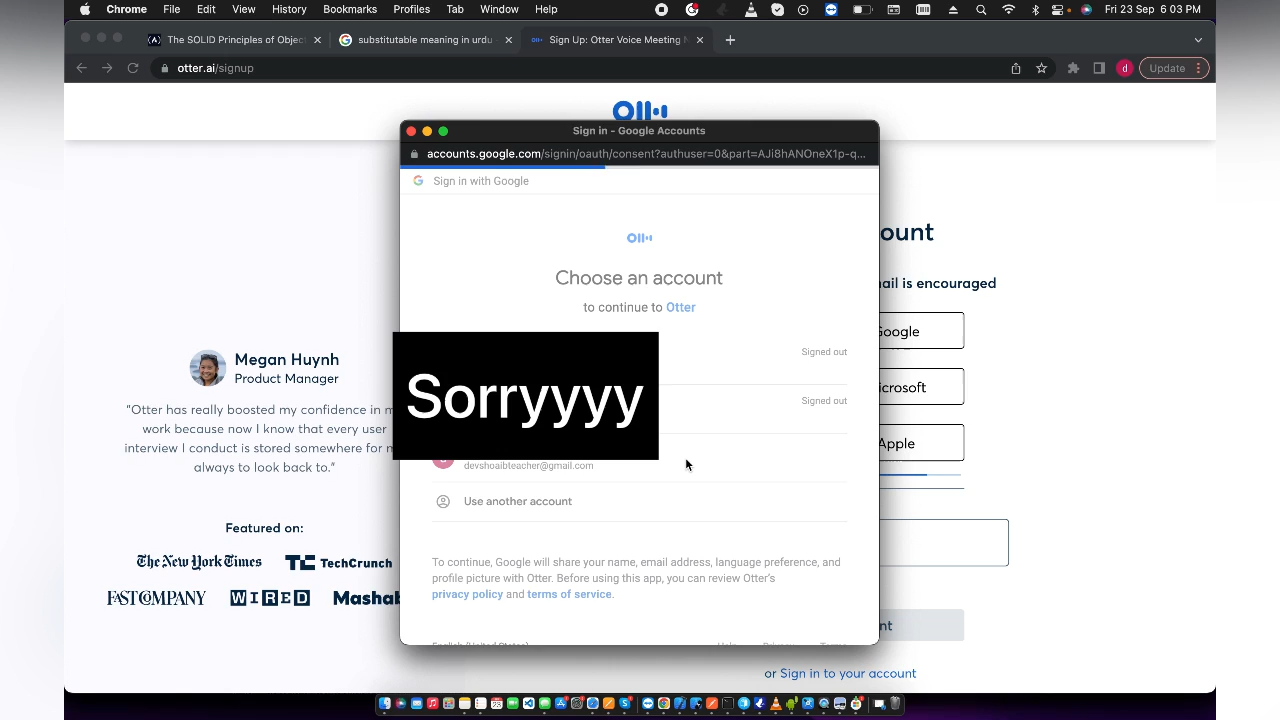 Chrome File Edit View History Bookmarks Profiles Tab Window Help Fri 23 Sep 6:03 PM
The SOLID Principles of Object substitutable meaning in urdu - Sign Up: Otter Voice Meeting N
otter.ai/signup d Update
Sign in - Google Accounts
accounts.google.com/signin/oauth/consent?authuser=0&part=AJi8hANOneX1p-q...
Sign in with Google
Choose an account
to continue to Otter
Signed out
Signed out
Sorryyyy
devshoaibteacher@gmail.com
Use another account
To continue, Google will share your name, email address, language preference, and
profile picture with Otter. Before using this app, you can review Otter's
privacy policy and terms of service.
English (United States) Help Privacy Terms
Megan Huynh
Product Manager
"Otter has really boosted my confidence in m
work because now I know that every user
interview I conduct is stored somewhere for m
always to look back to."
Featured on:
The New York Times TechCrunch
FAST COMPANY WIRED Mashab
ount
ail is encouraged
Google
icrosoft
Apple
nt
or Sign in to your account